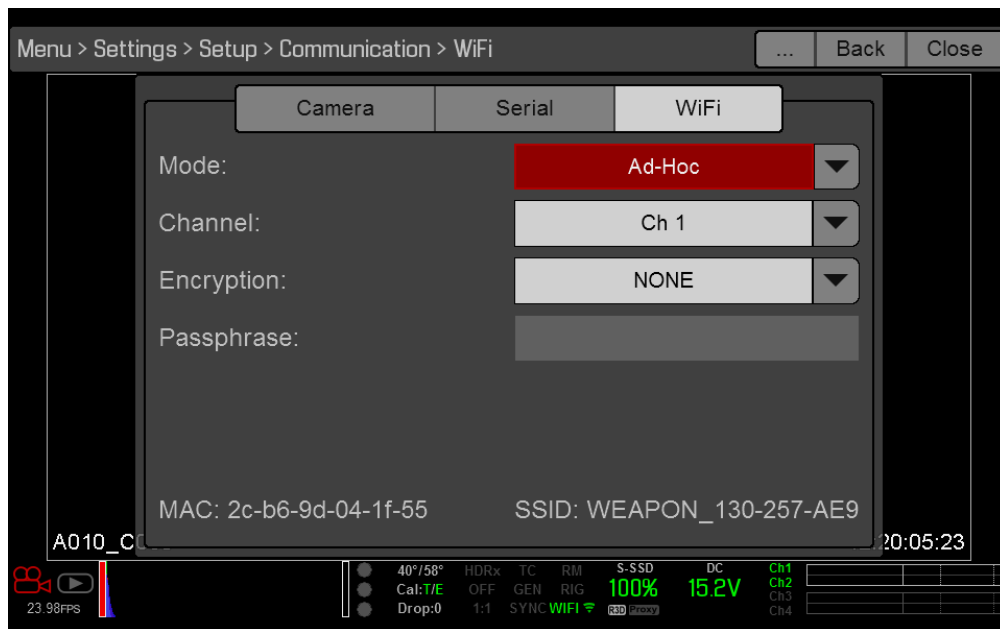 Menu > Settings > Setup > Communication > WiFi ... Back Close
Camera Serial WiFi
Mode: Ad-Hoc
Channel: Ch 1
Encryption: NONE
Passphrase:
MAC: 2c-b6-9d-04-1f-55 SSID: WEAPON_130-257-AE9
A010_C 20:05:23
40°/58° HDRx TC RM S-SSD DC Ch1
Cal:T/E OFF GEN RIG 100% 15.2V Ch2
Ch3
23.98FPS Drop:0 1:1 SYNC WIFI R3D Proxy Ch4